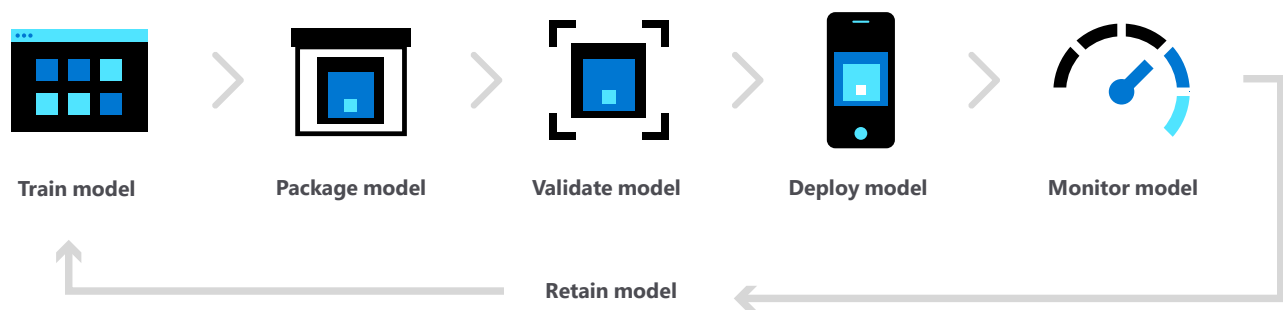 Train model
Package model
Validate model
Deploy model
Monitor model
Retain model